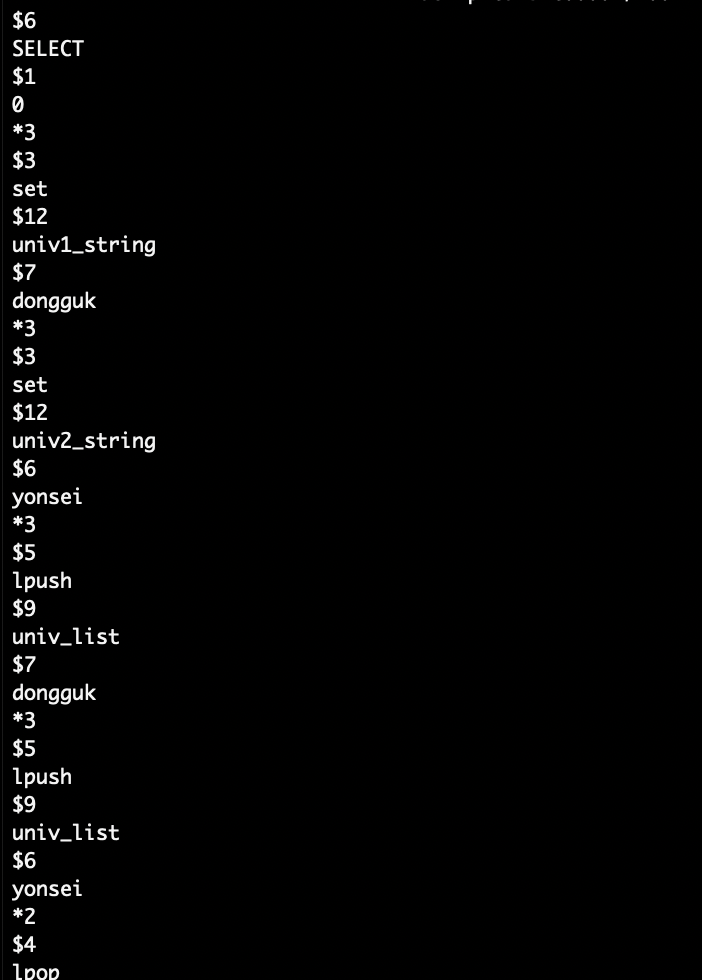 $6
SELECT
$1
0
*3
$3
set
$12
univ1_string
$7
dongguk
*3
$3
set
$12
univ2_string
$6
yonsei
*3
$5
lpush
$9
univ_list
$7
dongguk
*3
$5
lpush
$9
univ_list
$6
yonsei
*2
$4
lpop